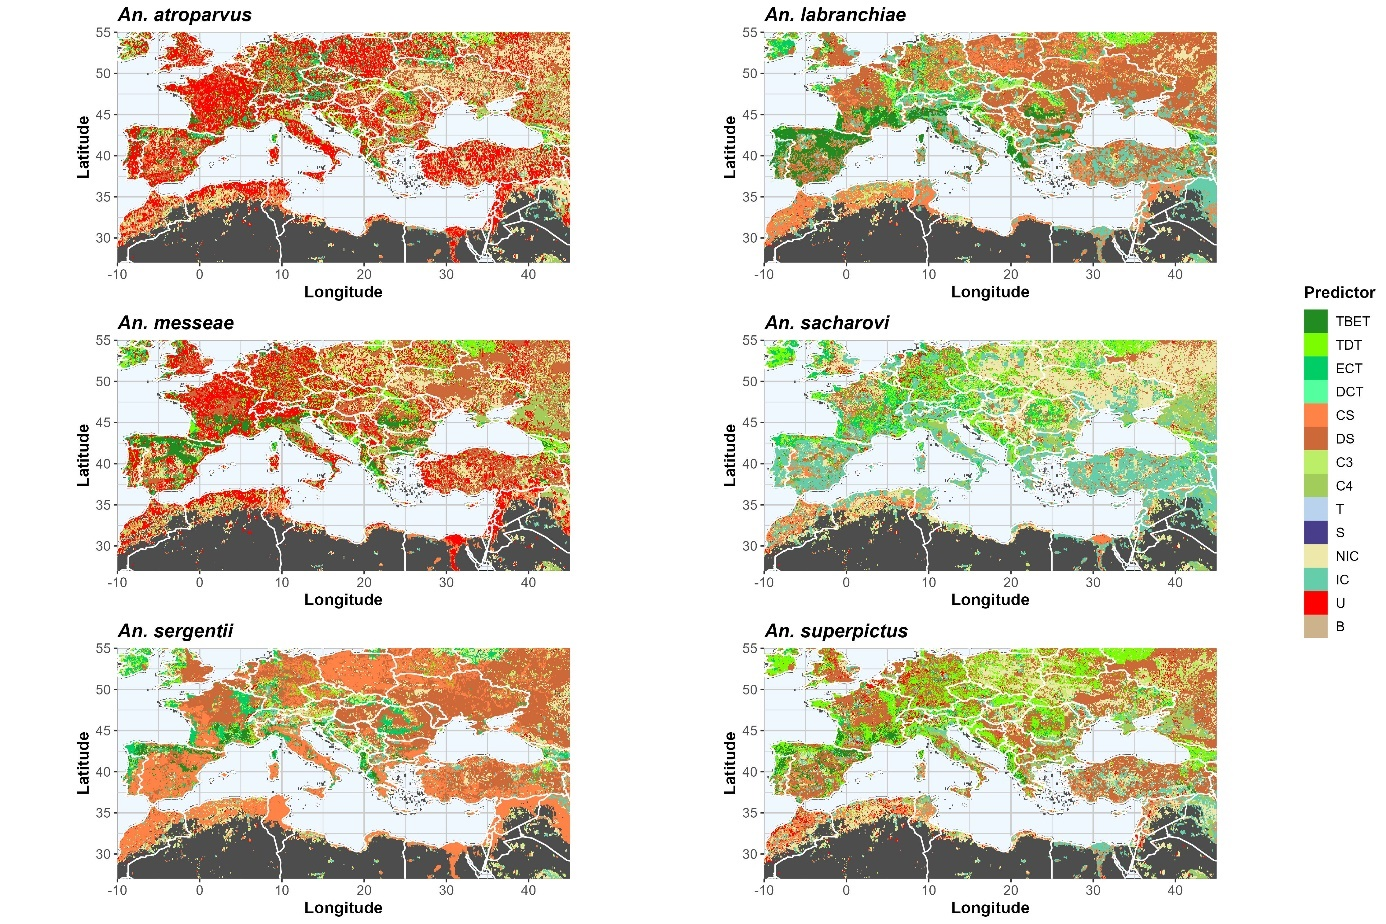 An. atroparvus
An. labranchiae
55
50
45
40
35
30
Latitude
-10 0 10 20 30 40
Longitude
55
50
45
40
35
30
Latitude
-10 0 10 20 30 40
Longitude
An. messeae
An. sacharovi
55
50
45
40
35
30
Latitude
-10 0 10 20 30 40
Longitude
55
50
45
40
35
30
Latitude
-10 0 10 20 30 40
Longitude
An. sergentii
An. superpictus
55
50
45
40
35
30
Latitude
-10 0 10 20 30 40
Longitude
55
50
45
40
35
30
Latitude
-10 0 10 20 30 40
Longitude
Predictor
TBET
TDT
ECT
DCT
CS
DS
C3
C4
T
S
NIC
IC
U
B